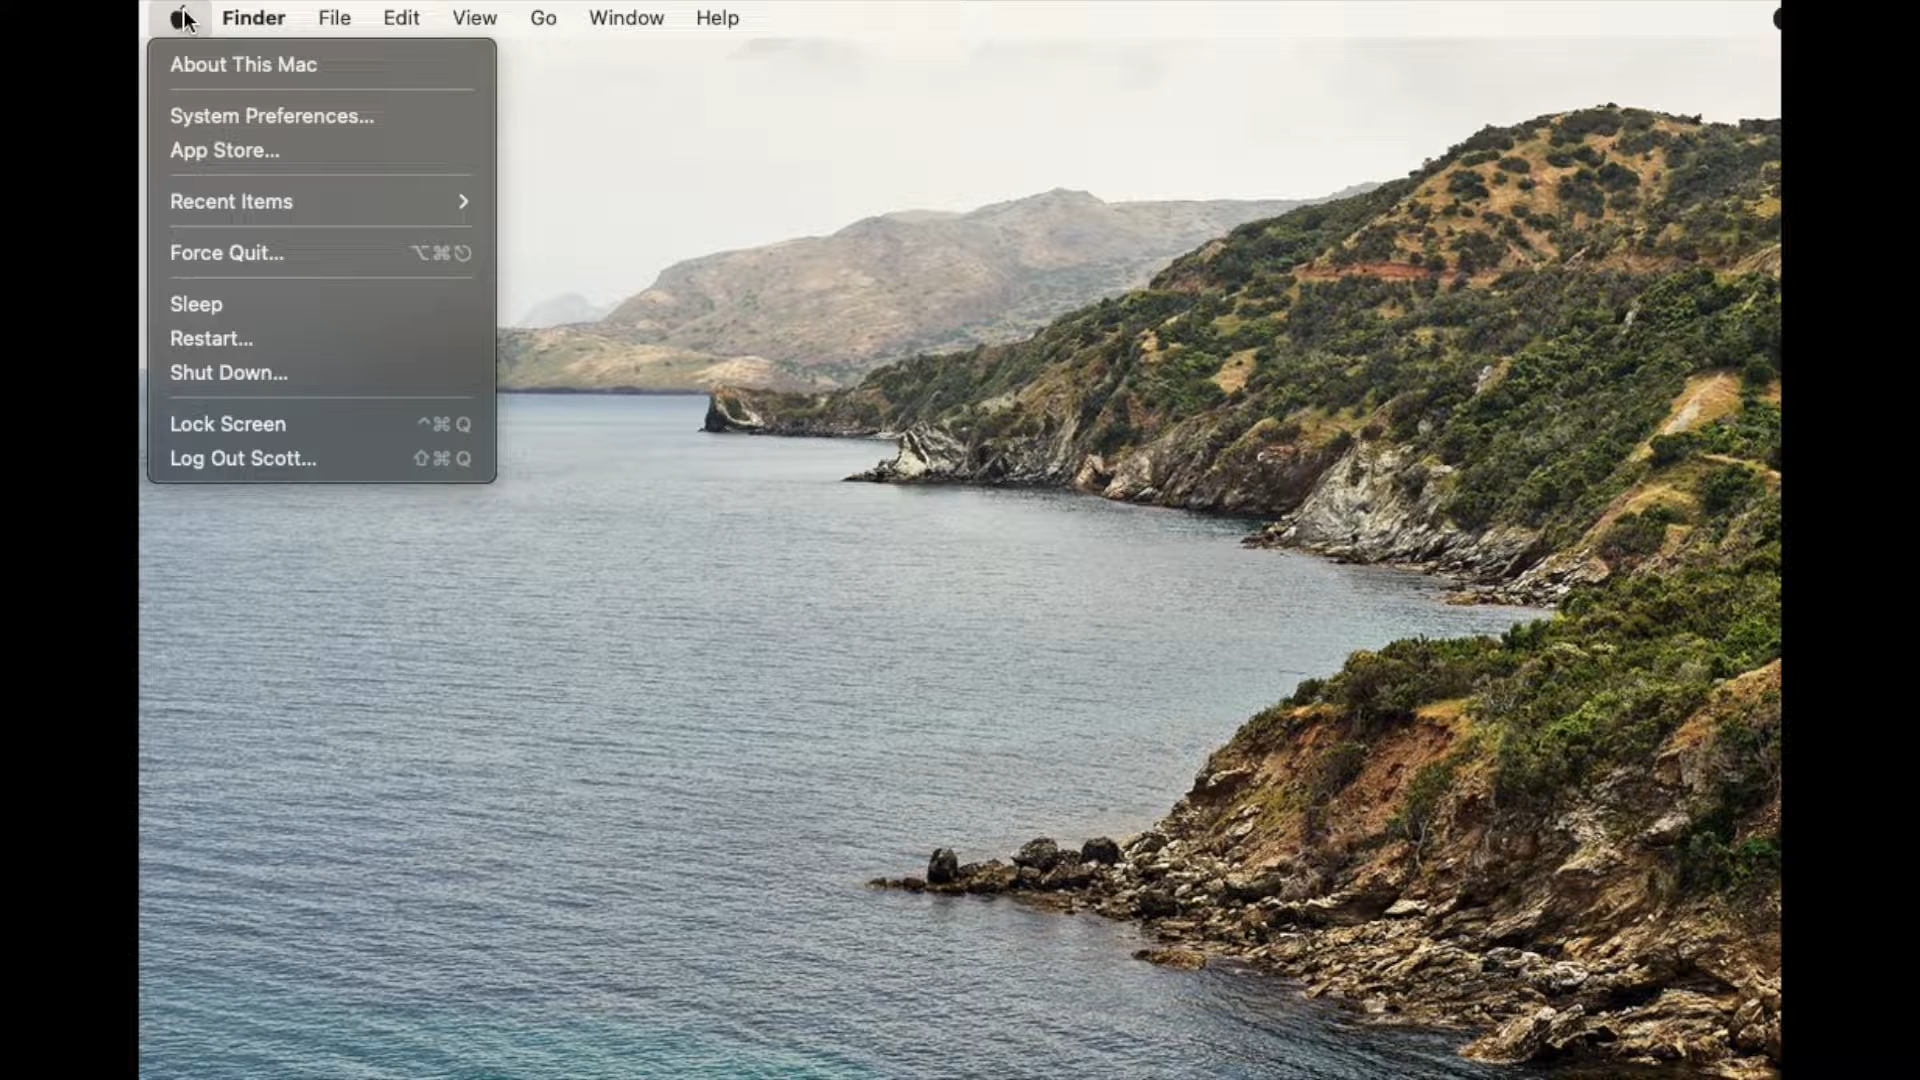 Finder File Edit View Go Window Help
About This Mac
System Preferences...
App Store...
Recent Items
Force Quit... ⌥⌘⎋
Sleep
Restart...
Shut Down...
Lock Screen ^⌘Q
Log Out Scott... ⇧⌘Q